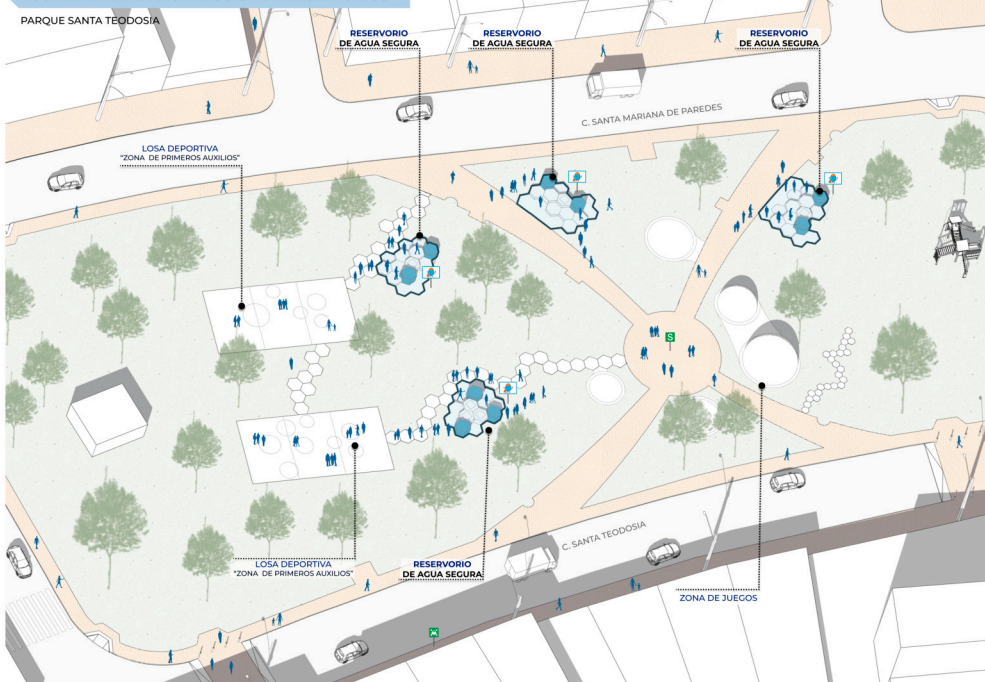 PARQUE SANTA TEODOSIA
RESERVORIO
DE AGUA SEGURA
RESERVORIO
DE AGUA SEGURA
RESERVORIO
DE AGUA SEGURA
C. SANTA MARIANA DE PAREDES
LOSA DEPORTIVA
"ZONA DE PRIMEROS AUXILIOS"
S
C. SANTA TEODOSIA
LOSA DEPORTIVA
"ZONA DE PRIMEROS AUXILIOS"
RESERVORIO
DE AGUA SEGURA
ZONA DE JUEGOS